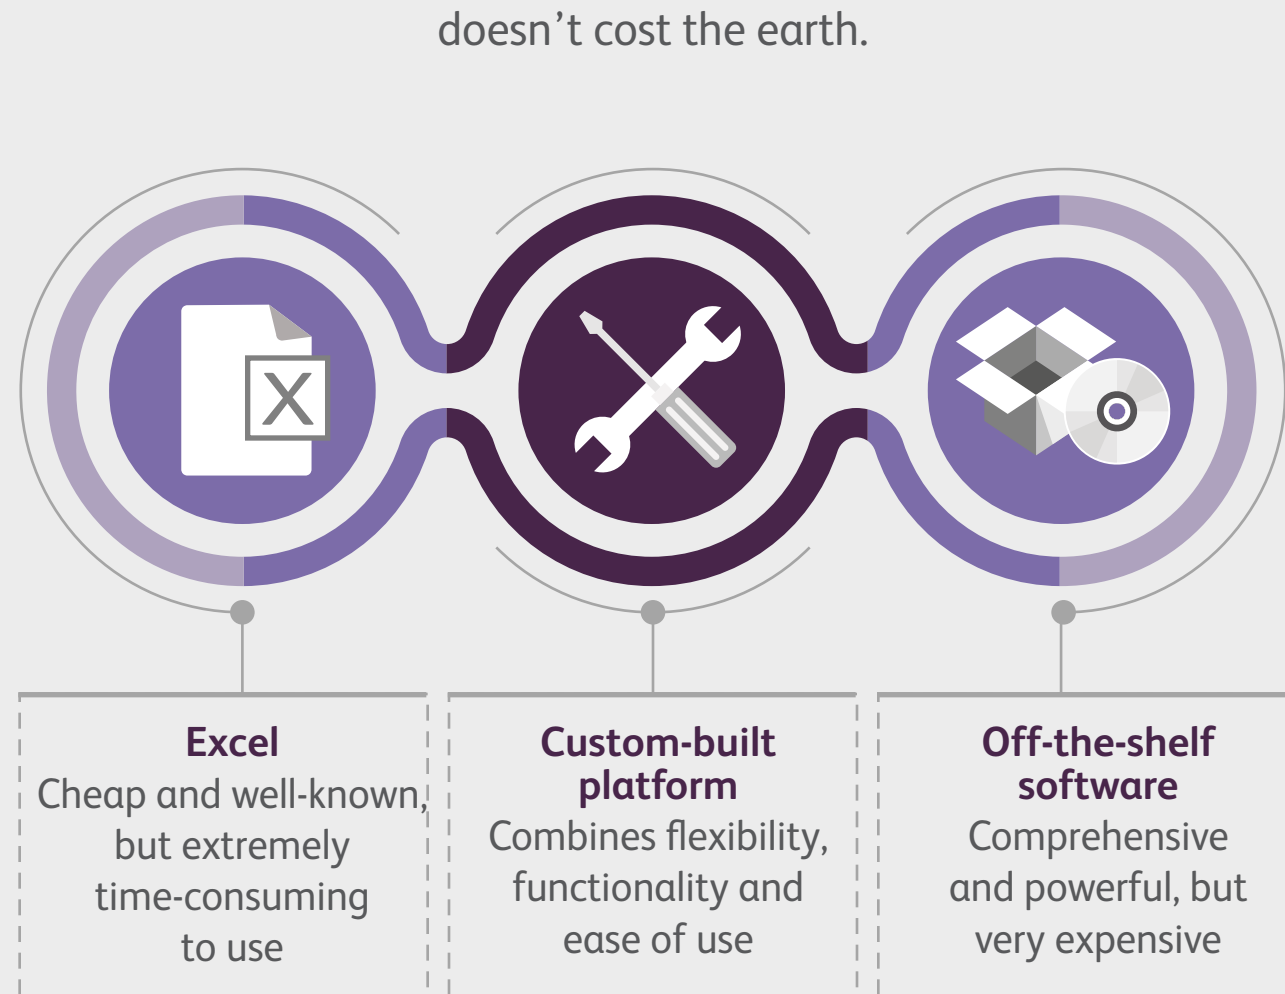 doesn’t cost the earth.
X
Excel
Cheap and well-known,
but extremely
time-consuming
to use
Custom-built
platform
Combines flexibility,
functionality and
ease of use
Off-the-shelf
software
Comprehensive
and powerful, but
very expensive